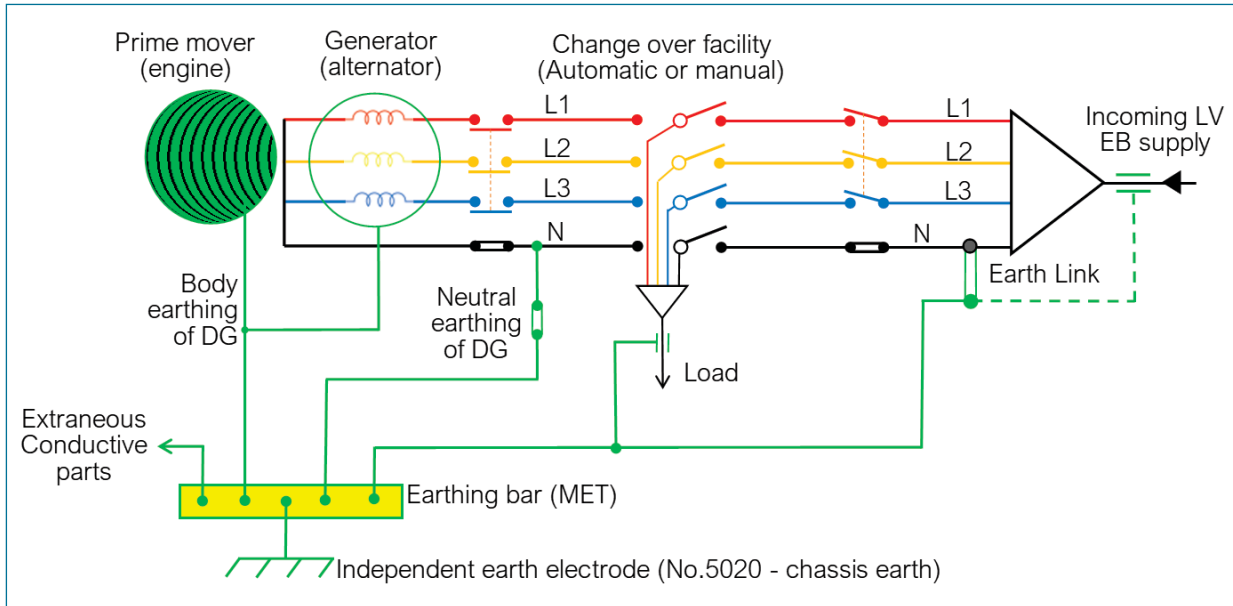 Prime mover
(engine)
Generator
(alternator)
Change over facility
(Automatic or manual)
L1
L1
Incoming LV
EB supply
L2
L2
L3
L3
N
N
Body
earthing
of DG
Neutral
earthing
of DG
Earth Link
Load
Extraneous
Conductive
parts
Earthing bar (MET)
Independent earth electrode (No.5020 - chassis earth)